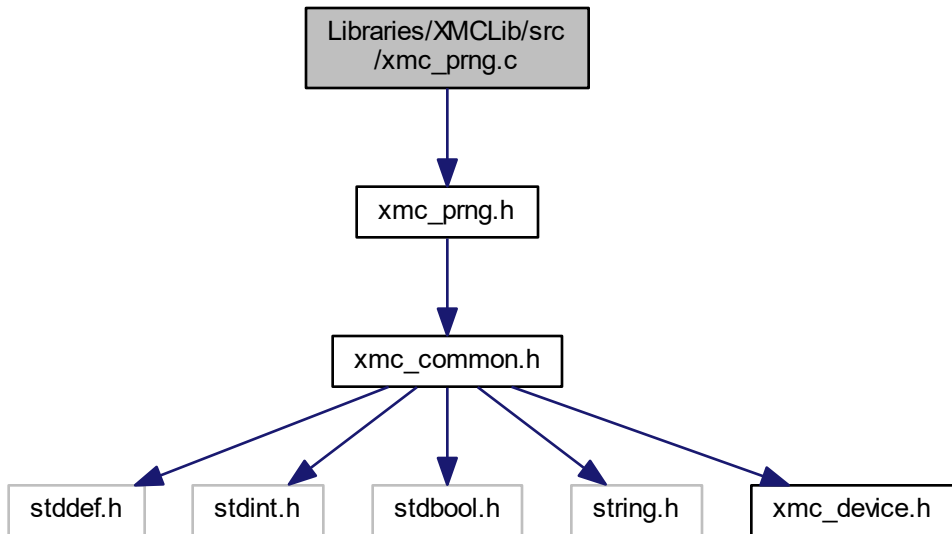 Libraries/XMCLib/src
/xmc_prng.c
xmc_prng.h
xmc_common.h
stddef.h
stdint.h
stdbool.h
string.h
xmc_device.h